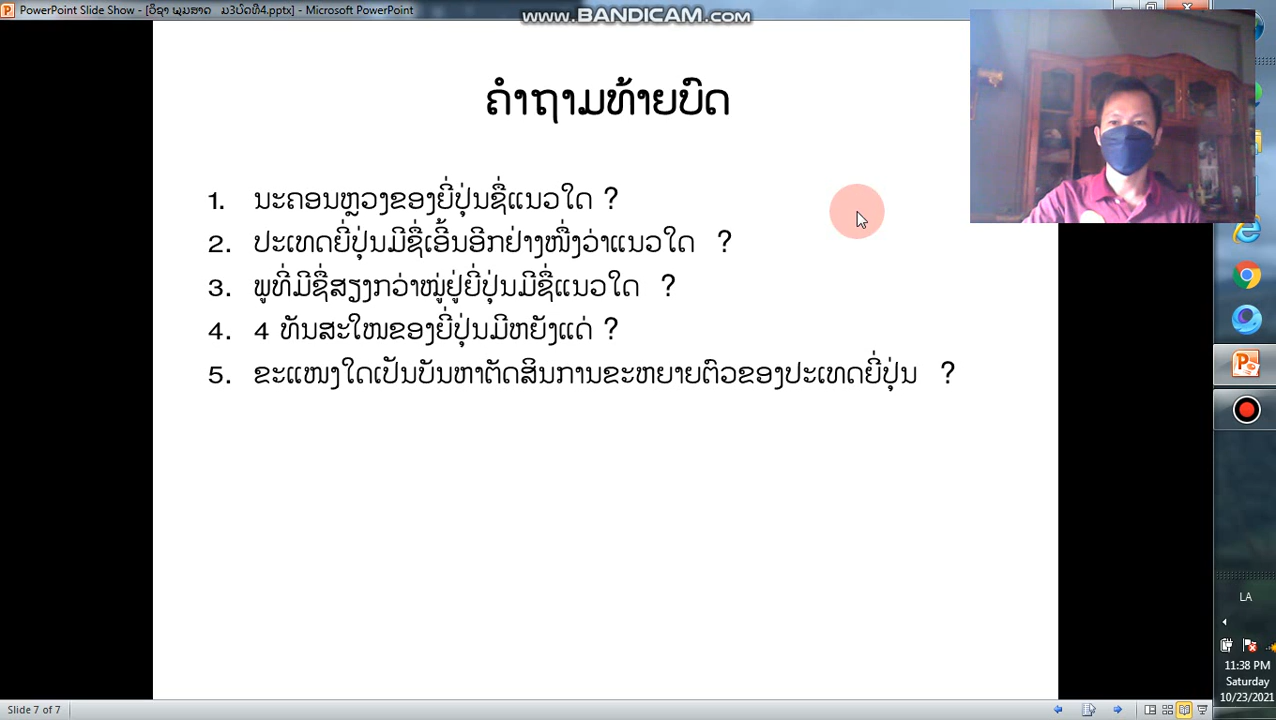 PowerPoint Slide Show - [ວິຊາ ພູມສາດ ມ3ບົດທີ4.pptx] - Microsoft PowerPoint
www.BANDICAM.com
ຄຳຖາມທ້າຍບົດ
1. ນະຄອນຫຼວງຂອງຍີ່ປຸ່ນຊື່ແນວໃດ ?
2. ປະເທດຍີ່ປຸ່ນມີຊື່ເອີ້ນອີກຢ່າງໜື່ງວ່າແນວໃດ ?
3. ພູທີ່ມີຊື່ສຽງກວ່າໝູ່ຢູ່ຍີ່ປຸ່ນມີຊື່ແນວໃດ ?
4. 4 ທັນສະໃໝຂອງຍີ່ປຸ່ນມີຫຍັງແດ່ ?
5. ຂະແໜງໃດເປັນບັນຫາຕັດສິນການຂະຫຍາຍຕົວຂອງປະເທດຍີ່ປຸ່ນ ?
LA
11:38 PM
Saturday
10/23/2021
Slide 7 of 7